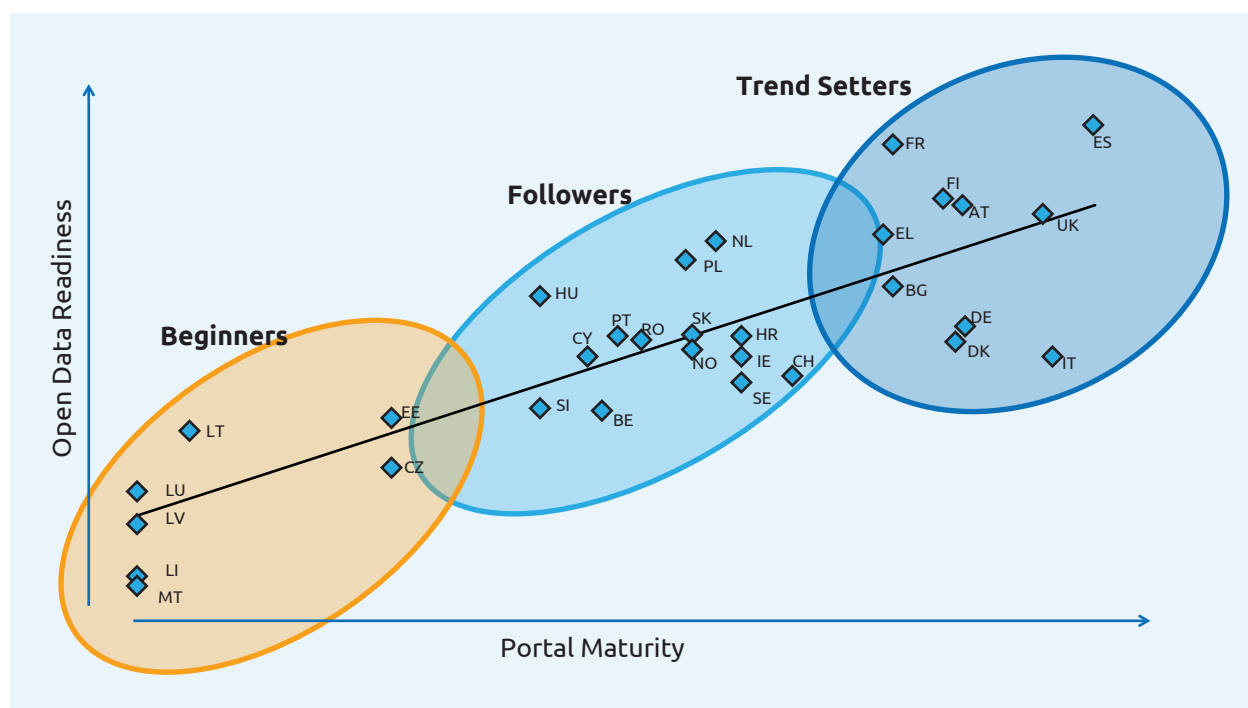 Trend Setters
ES
FR
FI
AT
UK
EL
BG
DE
DK
IT
Followers
NL
PL
HU
PT
RO
SK
HR
CY
NO
IE
CH
SE
SI
BE
Beginners
EE
LT
CZ
LU
LV
LI
MT
Open Data Readiness
Portal Maturity